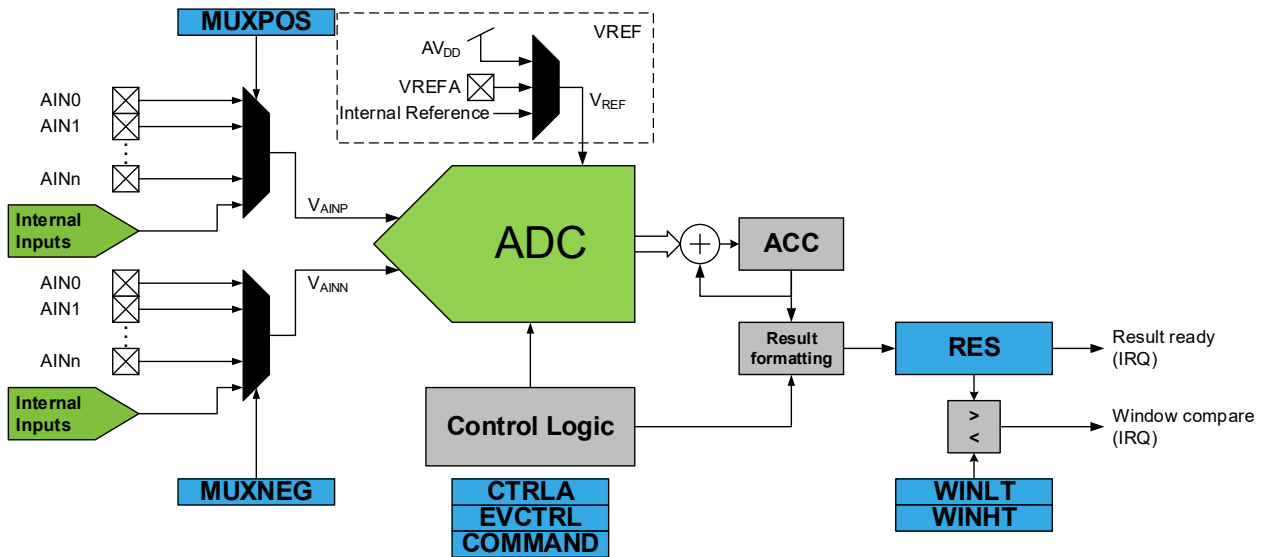 MUXPOS
VREF
AVDD
VREFA
Internal Reference
VREF
AIN0
AIN1
AINn
Internal
Inputs
VAINP
ADC
ACC
AIN0
AIN1
AINn
VAINN
Internal
Inputs
Result
formatting
RES
Result ready
(IRQ)
Control Logic
>
<
Window compare
(IRQ)
MUXNEG
CTRLA
EVCTRL
COMMAND
WINLT
WINHT